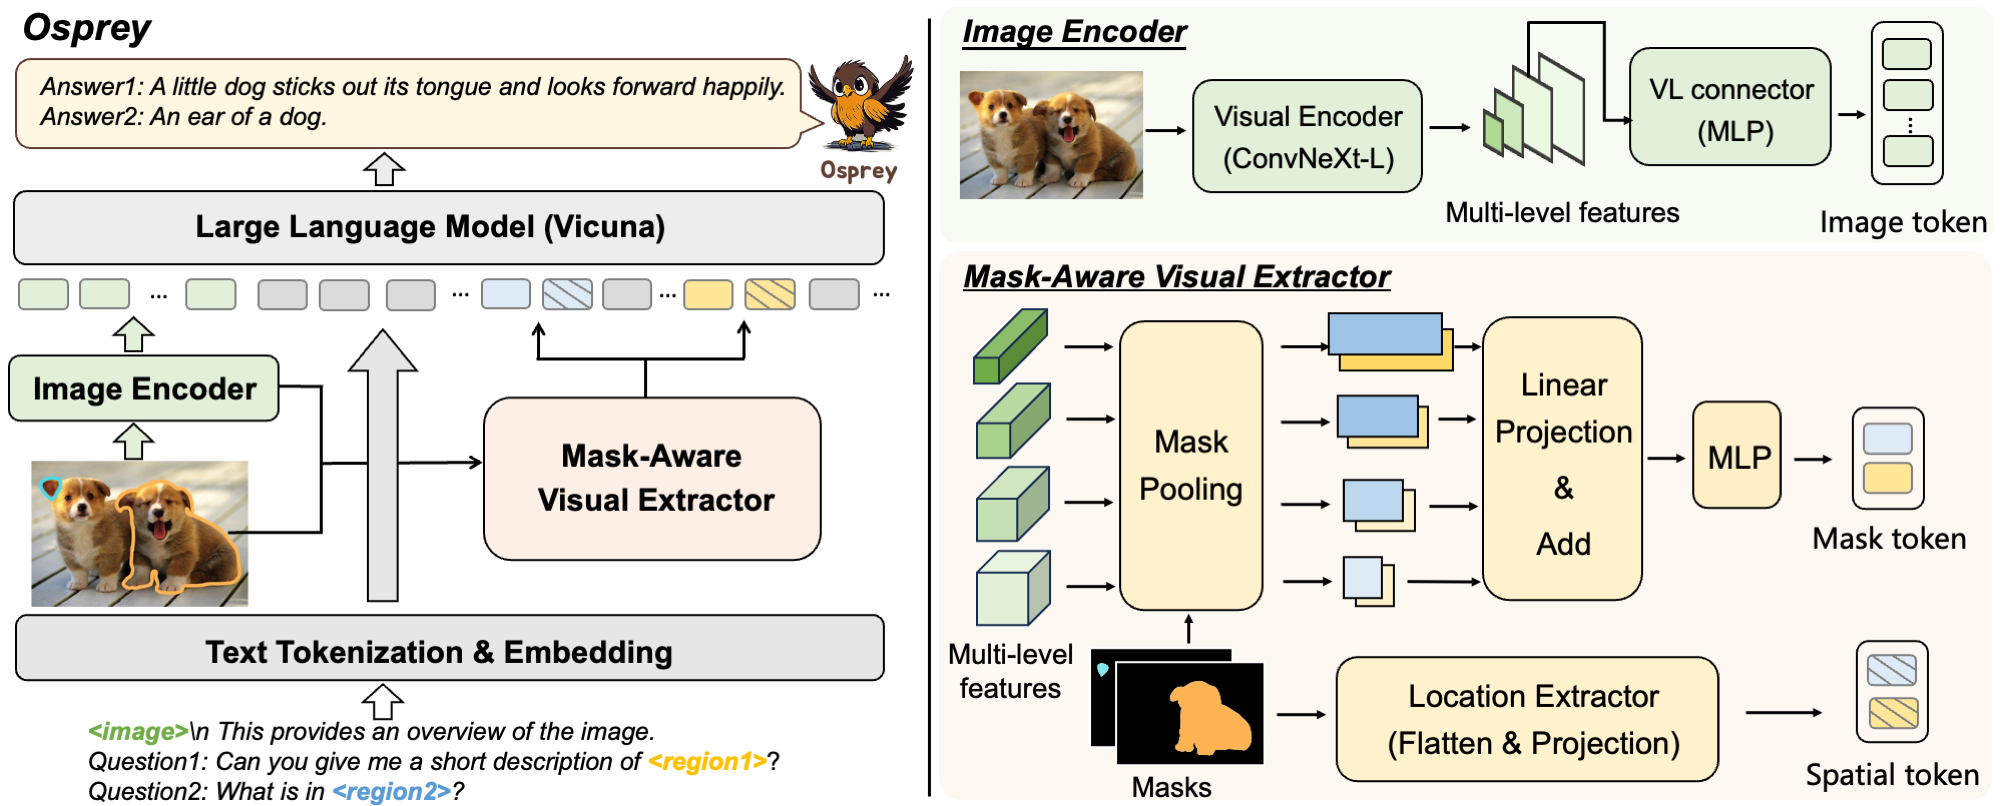 Osprey
Answer1: A little dog sticks out its tongue and looks forward happily.
Answer2: An ear of a dog.
Osprey
Large Language Model (Vicuna)
... ... ... ...
Image Encoder
Mask-Aware
Visual Extractor
Text Tokenization & Embedding
<image>\n This provides an overview of the image.
Question1: Can you give me a short description of <region1>?
Question2: What is in <region2>?
Image Encoder
Visual Encoder
(ConvNeXt-L)
Multi-level features
VL connector
(MLP)
Image token
Mask-Aware Visual Extractor
Multi-level
features
Mask
Pooling
Linear
Projection
&
Add
MLP
Mask token
Masks
Location Extractor
(Flatten & Projection)
Spatial token